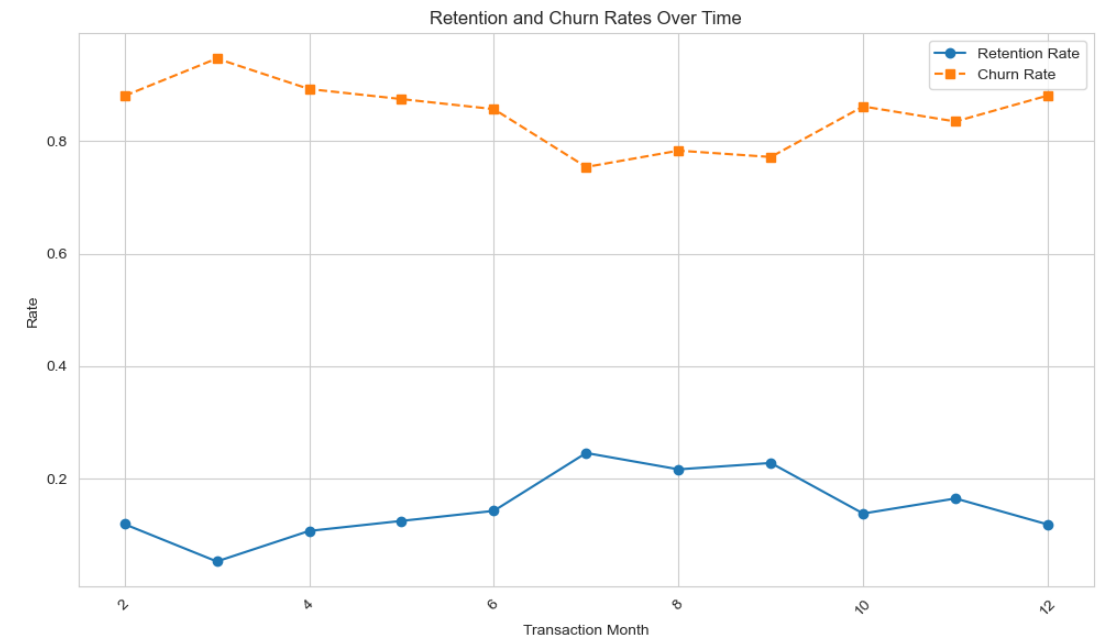 Retention and Churn Rates Over Time
Retention Rate
Churn Rate
0.8
0.6
0.4
0.2
Rate
2
4
6
8
10
12
Transaction Month